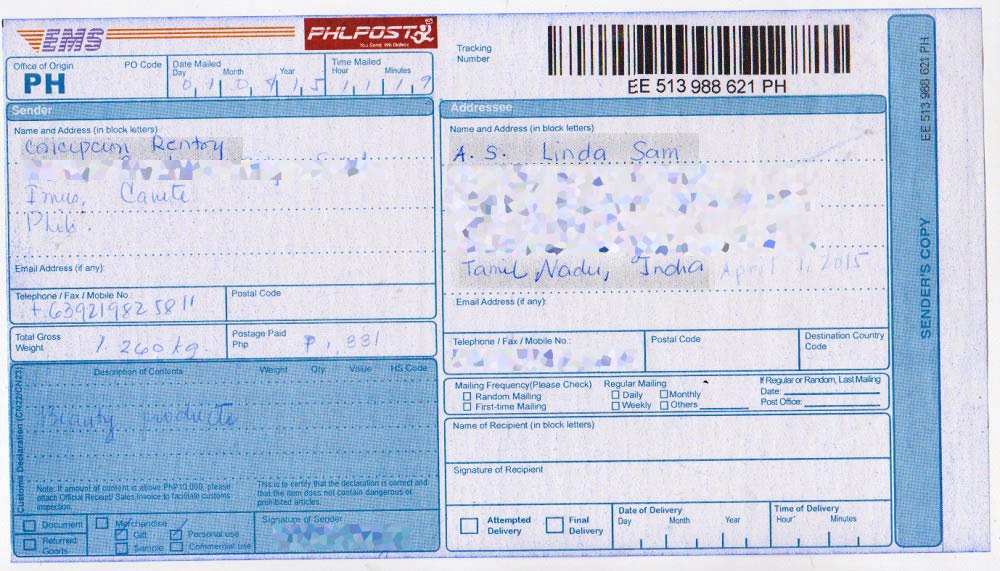 EMS
PHLPOST
You Send. We Deliver.
Office of Origin
PO Code
PH
Date Mailed
Day Month Year
0 1 0 4 1 5
Time Mailed
Hour Minutes
1 1 1 9
Tracking
Number
EE 513 988 621 PH
EE 513 988 621 PH
SENDER'S COPY
Sender
Name and Address (in block letters)
Rentoy
Imus, Cavite
Phil.
Email Address (if any):
Telephone / Fax / Mobile No.:
+639219825811
Postal Code
Total Gross
Weight
1.260 kg.
Postage Paid
Php
₱1,331
Customs Declaration (CN22/CN23)
Description of Contents Weight Qty. Value HS Code
Beauty products
Note: If amount of content is above PhP10,000, please
attach Official Receipt/ Sales Invoice to facilitate customs
inspection.
This is to certify that the declaration is correct and
that the item does not contain dangerous or
prohibited articles.
Document
Returned
Goods
Merchandise
Gift
Sample
Personal use
Commercial use
Signature of Sender
Addressee
Name and Address (in block letters)
A. S. Linda Sam
Tamil Nadu, India April 1, 2015
Email Address (if any):
Telephone / Fax / Mobile No.:
Postal Code
Destination Country
Code
Mailing Frequency(Please Check)
Random Mailing
First-time Mailing
Regular Mailing
Daily Monthly
Weekly Others
If Regular or Random, Last Mailing
Date:
Post Office:
Name of Recipient (in block letters)
Signature of Recipient
Attempted
Delivery
Final
Delivery
Date of Delivery
Day Month Year
Time of Delivery
Hour Minutes